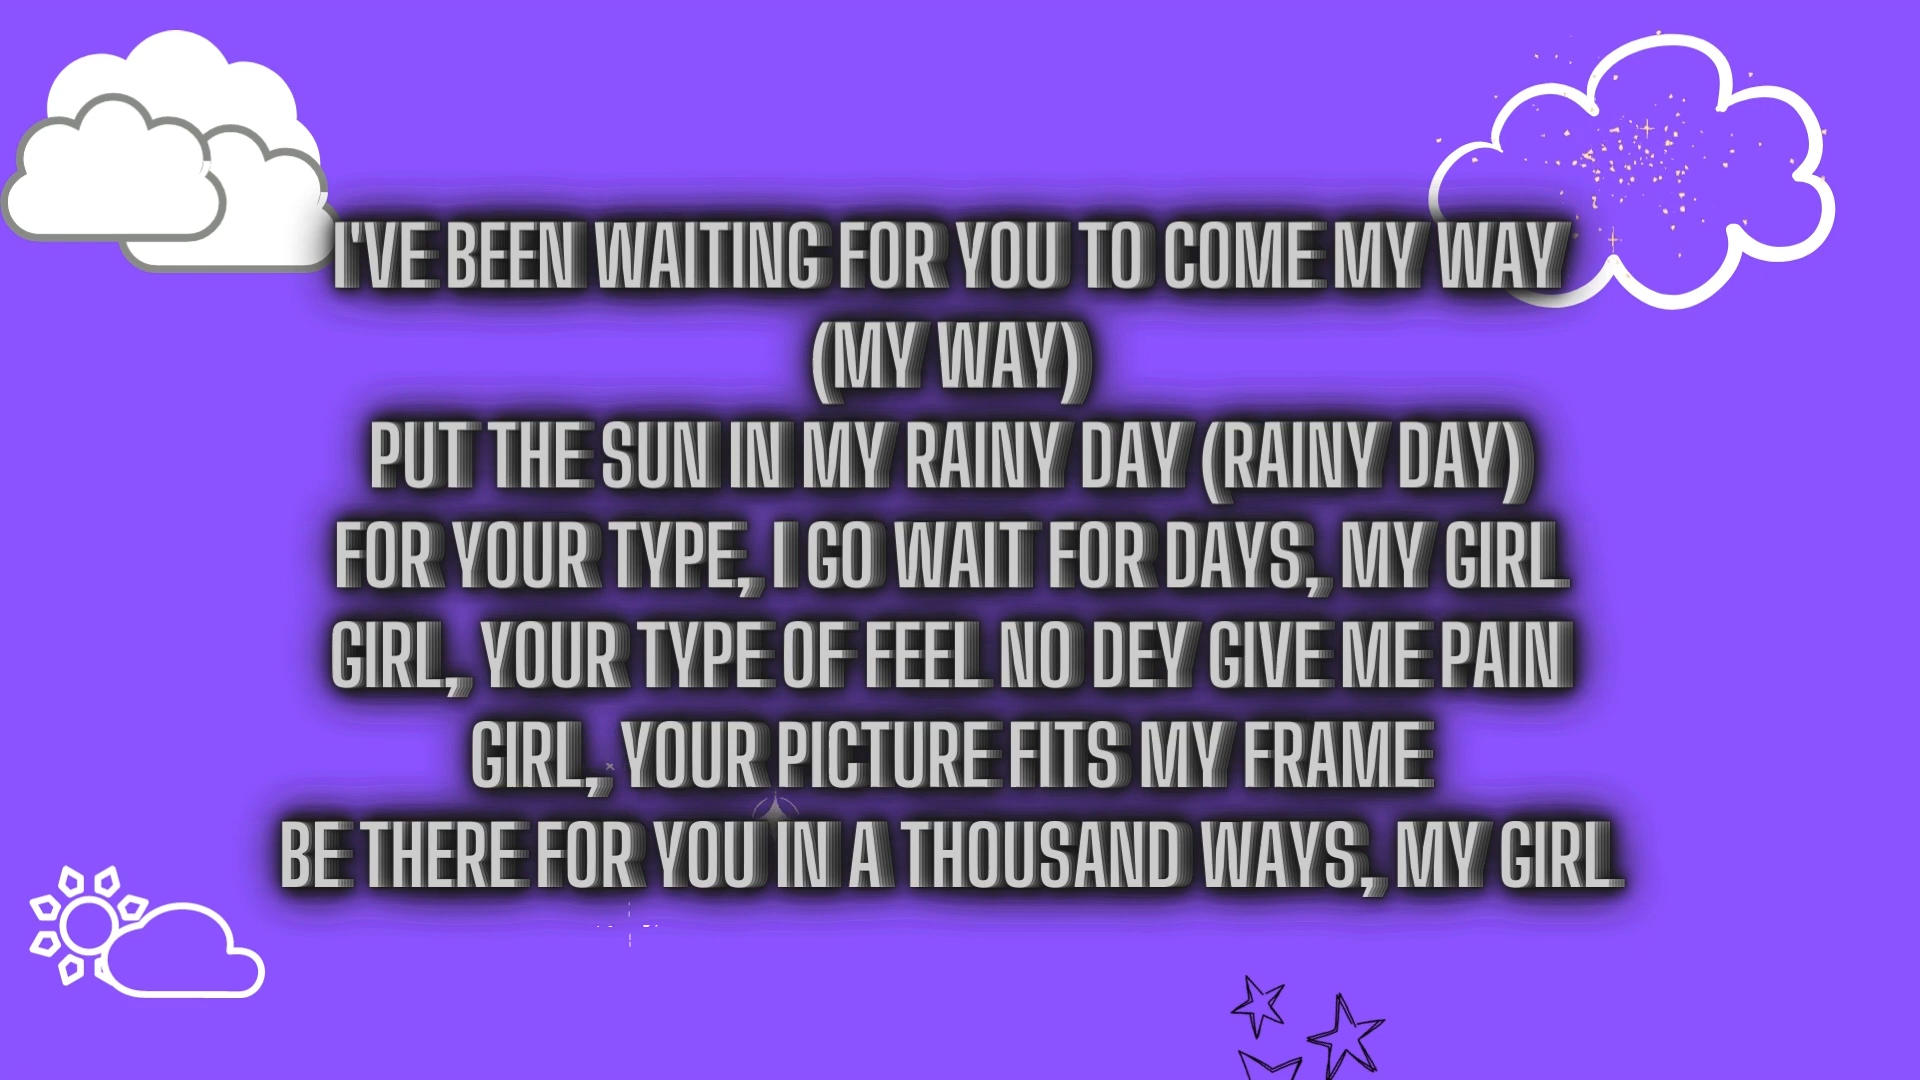 I'VE BEEN WAITING FOR YOU TO COME MY WAY
(MY WAY)
PUT THE SUN IN MY RAINY DAY (RAINY DAY)
FOR YOUR TYPE, I GO WAIT FOR DAYS, MY GIRL
GIRL, YOUR TYPE OF FEEL NO DEY GIVE ME PAIN
GIRL, YOUR PICTURE FITS MY FRAME
BE THERE FOR YOU IN A THOUSAND WAYS, MY GIRL